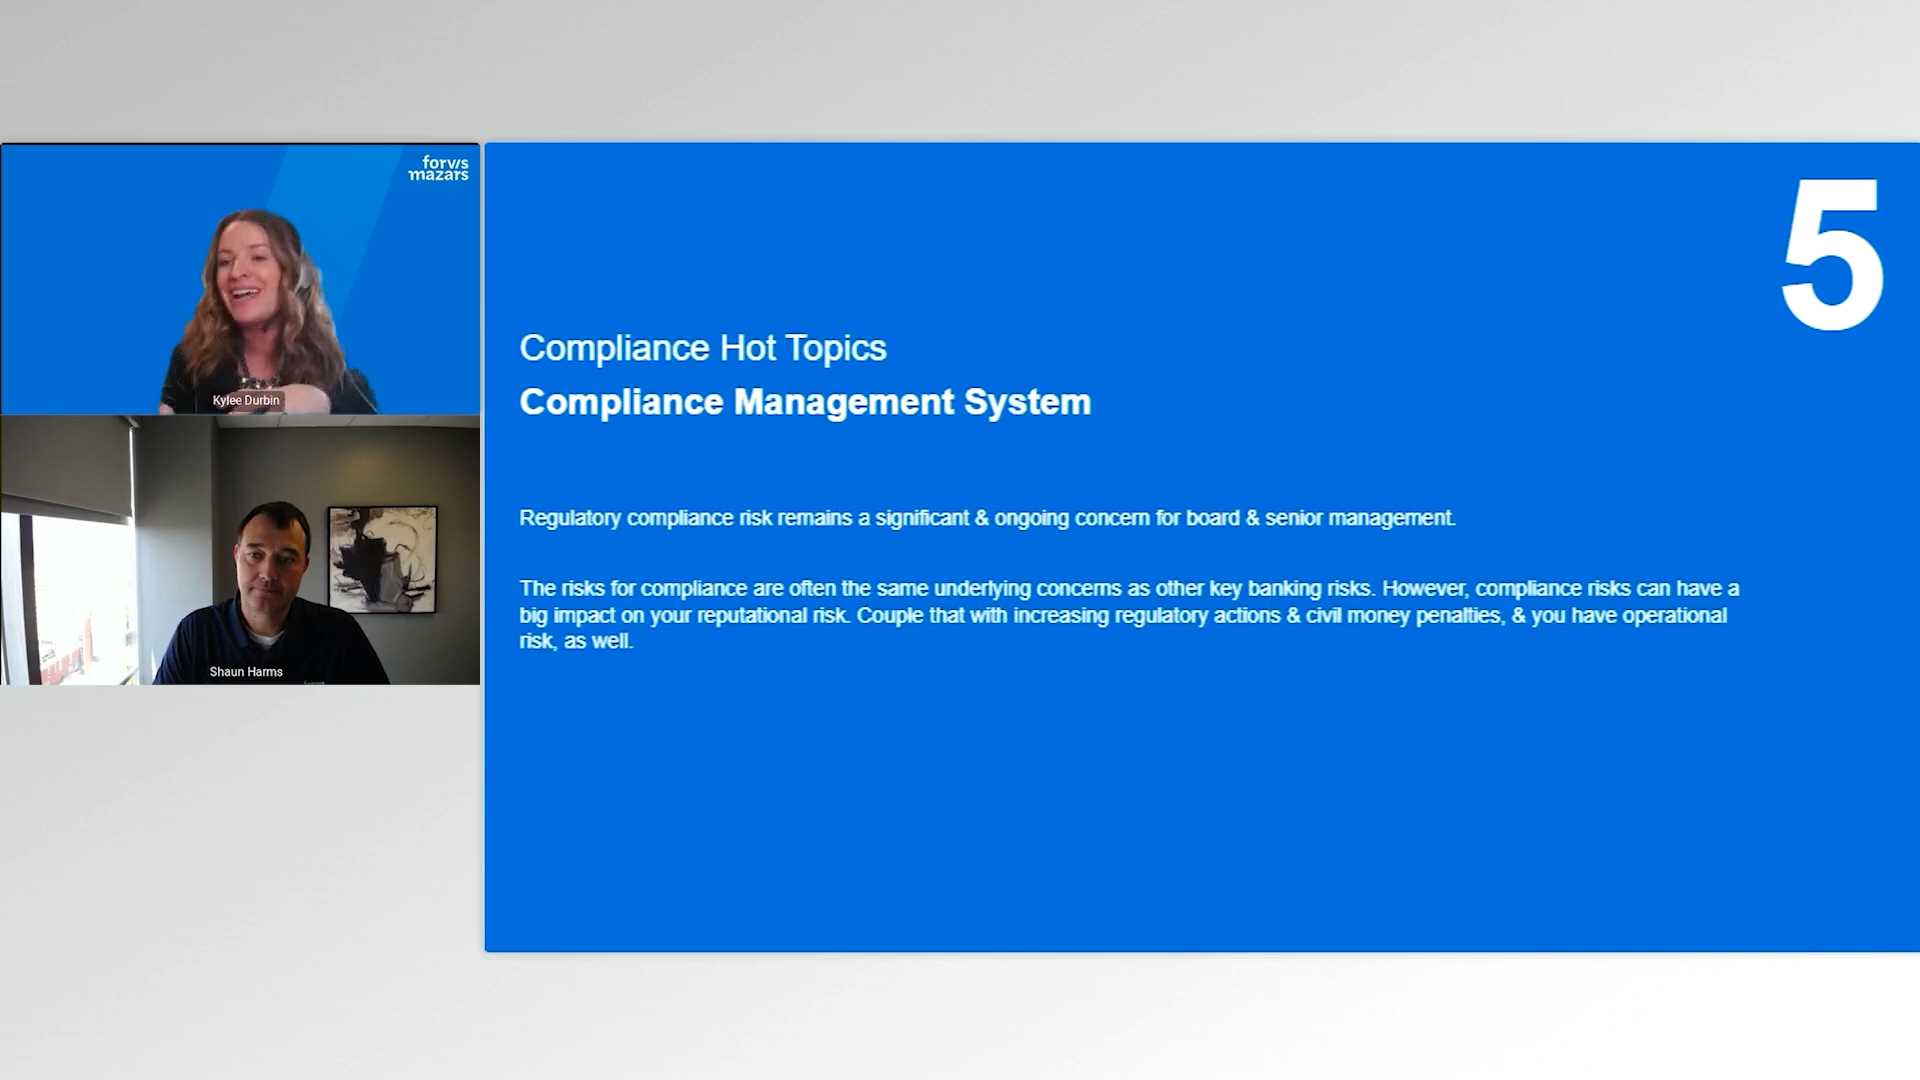 forvis
mazars
Kylee Durbin
Shaun Harms
5
Compliance Hot Topics
Compliance Management System
Regulatory compliance risk remains a significant & ongoing concern for board & senior management.
The risks for compliance are often the same underlying concerns as other key banking risks. However, compliance risks can have a
big impact on your reputational risk. Couple that with increasing regulatory actions & civil money penalties, & you have operational
risk, as well.